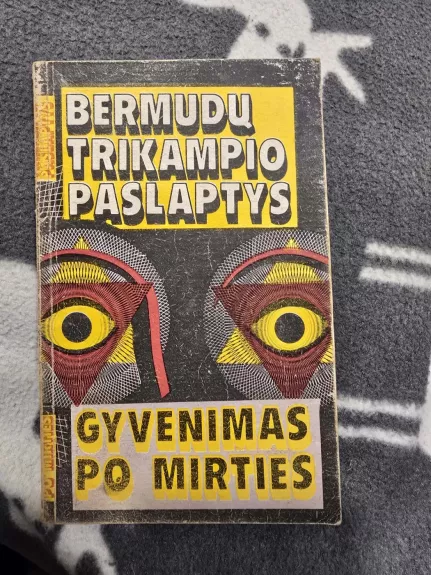 BERMUDŲ
TRIKAMPIO
PASLAPTYS
GYVENIMAS
PO MIRTIES